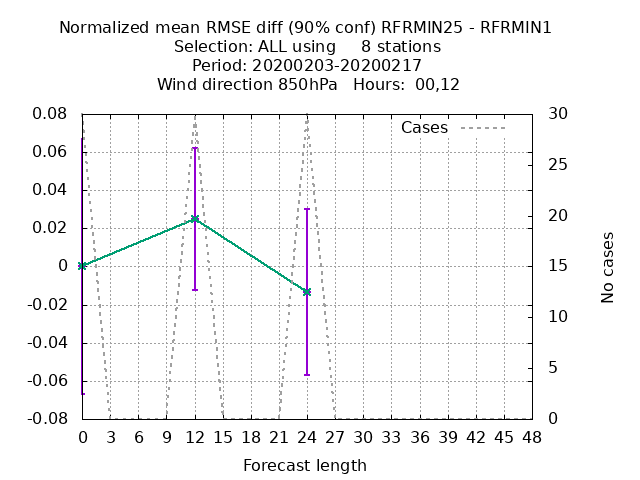 Normalized mean RMSE diff (90% conf) RFRMIN25 - RFRMIN1
Selection: ALL using     8 stations
Period: 20200203-20200217
Wind direction 850hPa   Hours:  00,12
Cases
0.08
0.06
0.04
0.02
0
-0.02
-0.04
-0.06
-0.08
30
25
20
15
10
5
0
No cases
0 3 6 9 12 15 18 21 24 27 30 33 36 39 42 45 48
Forecast length